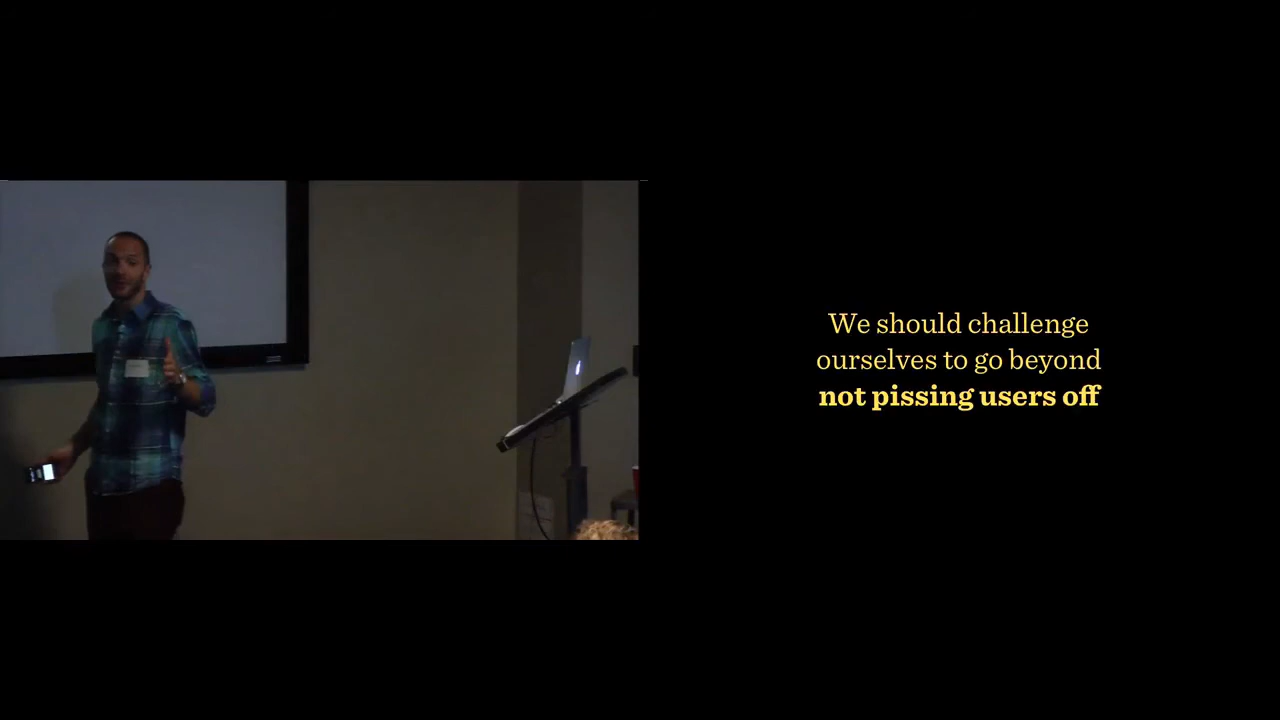 We should challenge
ourselves to go beyond
not pissing users off